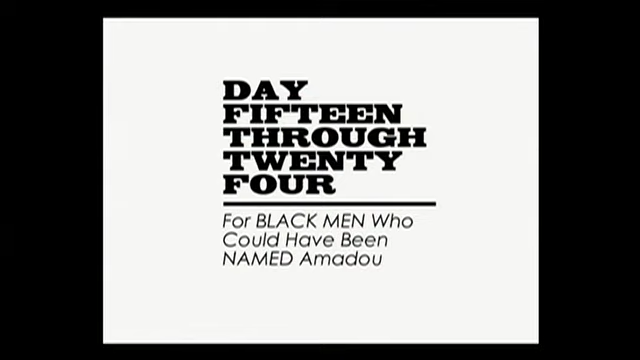 DAY
FIFTEEN
THROUGH
TWENTY
FOUR
For BLACK MEN Who
Could Have Been
NAMED Amadou